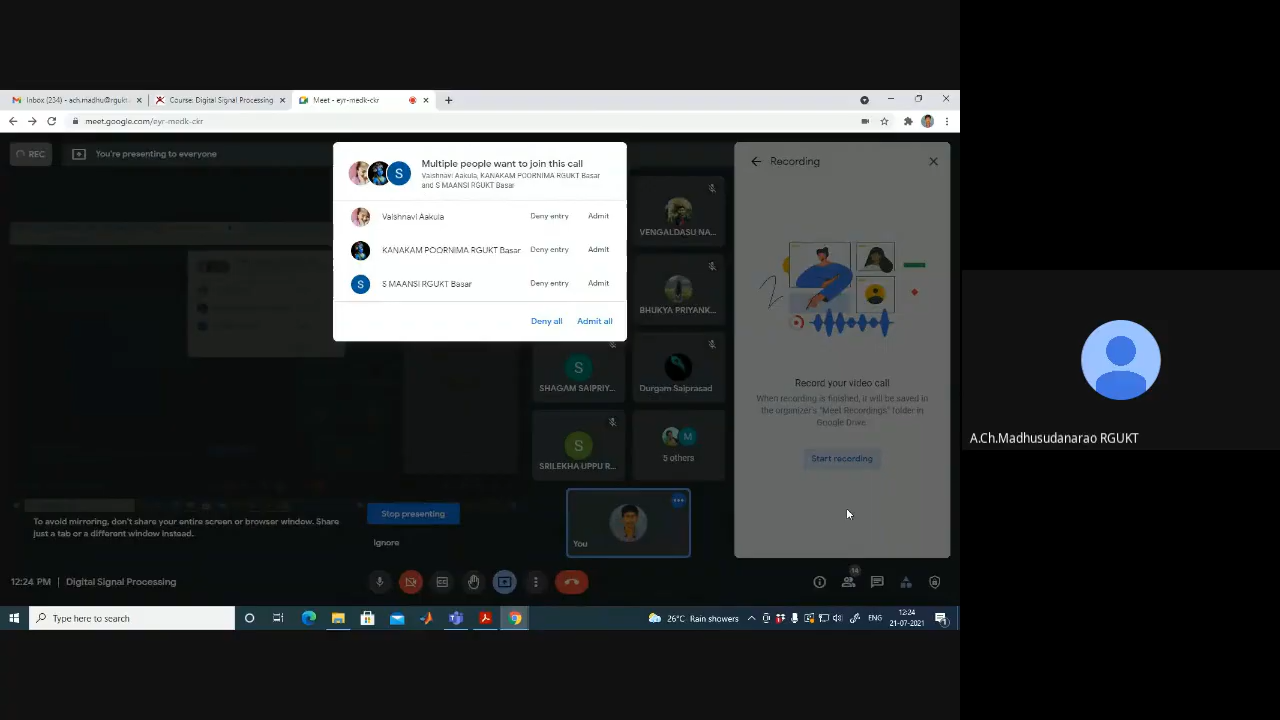 Inbox (234) - ach.madhu@rgukt
Course: Digital Signal Processing
Meet - eyr-medk-ckr
meet.google.com/eyr-medk-ckr
REC
You're presenting to everyone
Multiple people want to join this call
Vaishnavi Aakula, KANAKAM POORNIMA RGUKT Basar
and S MAANSI RGUKT Basar
Vaishnavi Aakula
Deny entry
Admit
KANAKAM POORNIMA RGUKT Basar
Deny entry
Admit
S
S MAANSI RGUKT Basar
Deny entry
Admit
Deny all
Admit all
VENGALDASU NA...
BHUKYA PRIYANK...
S
SHAGAM SAIPRIY...
Durgam Saiprasad
S
SRILEKHA UPPU R...
M
5 others
You
Recording
Record your video call
When recording is finished, it will be saved
in the organizer's "Meet Recordings" folder in
Google Drive
Start recording
To avoid mirroring, don't share your entire screen or browser window. Share
just a tab or a different window instead.
Stop presenting
Ignore
12:24 PM | Digital Signal Processing
14
Type here to search
26°C Rain showers
ENG
12:24
21-07-2021
A.Ch.Madhusudanarao RGUKT